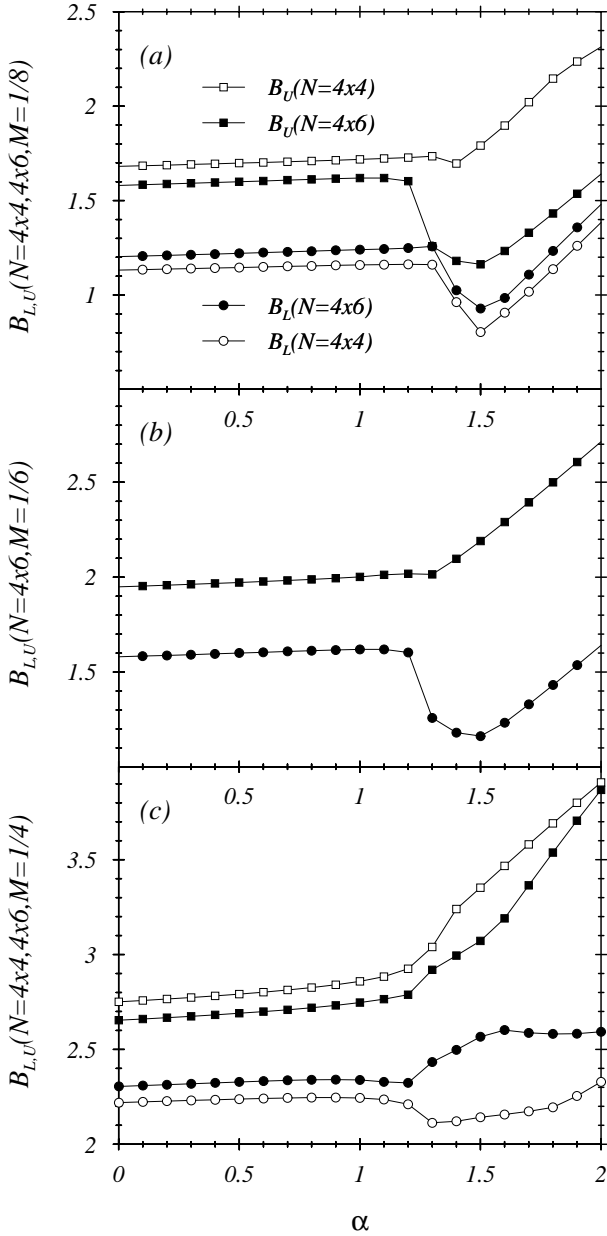 2.5
(a)
B_U(N=4x4)
2
B_U(N=4x6)
1.5
B_{L,U}(N=4x4,4x6,M=1/8)
1
B_L(N=4x6)
B_L(N=4x4)
(b)
0.5 1 1.5
2.5
2
B_{L,U}(N=4x6,M=1/6)
1.5
(c)
0.5 1 1.5
3.5
3
B_{L,U}(N=4x4,4x6,M=1/4)
2.5
2
0 0.5 1 1.5 2
α